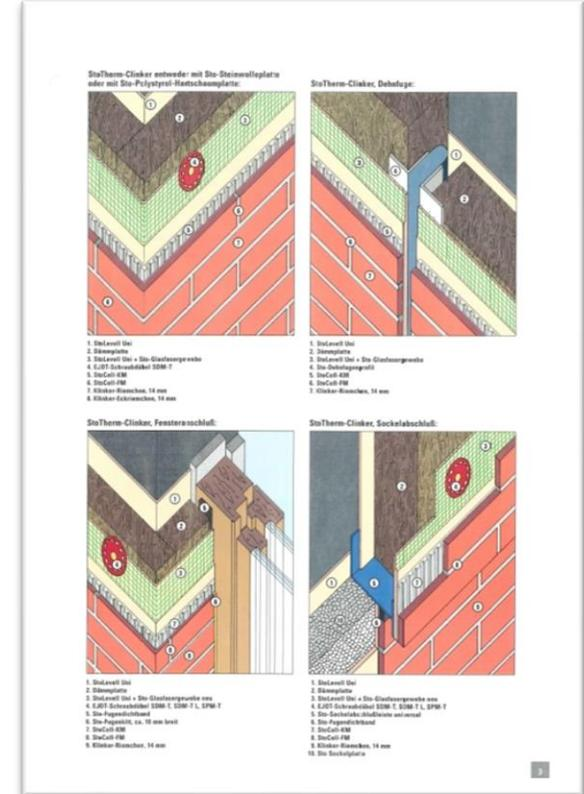 StoTherm-Clinker entweder mit Sto-Steinwolleplatte
oder mit Sto-Polystyrol-Hartschaumplatte:
1. StoLevell Uni
2. Dämmplatte
3. StoLevell Uni + Sto-Glasfasergewebe
4. EJOT-Schraubdübel SDM-T
5. StoColl-KM
6. StoColl-FM
7. Klinker-Riemchen, 14 mm
8. Klinker-Eckriemchen, 14 mm
StoTherm-Clinker, Dehnfuge:
1. StoLevell Uni
2. Dämmplatte
3. StoLevell Uni + Sto-Glasfasergewebe
4. Sto-Dehnfugenprofil
5. StoColl-KM
6. StoColl-FM
7. Klinker-Riemchen, 14 mm
StoTherm-Clinker, Fensteranschluß:
1. StoLevell Uni
2. Dämmplatte
3. StoLevell Uni + Sto-Glasfasergewebe neu
4. EJOT-Schraubdübel SDM-T, SDM-T L, SPM-T
5. Sto-Fugendichtband
6. Sto-Fugenkitt, ca. 10 mm breit
7. StoColl-KM
8. StoColl-FM
9. Klinker-Riemchen, 14 mm
StoTherm-Clinker, Sockelabschluß:
1. StoLevell Uni
2. Dämmplatte
3. StoLevell Uni + Sto-Glasfasergewebe neu
4. EJOT-Schraubdübel SDM-T, SDM-T L, SPM-T
5. Sto-Sockelabschlußleiste universal
6. Sto-Fugendichtband
7. StoColl-KM
8. StoColl-FM
9. Klinker-Riemchen, 14 mm
10. Sto Sockelplatte
3